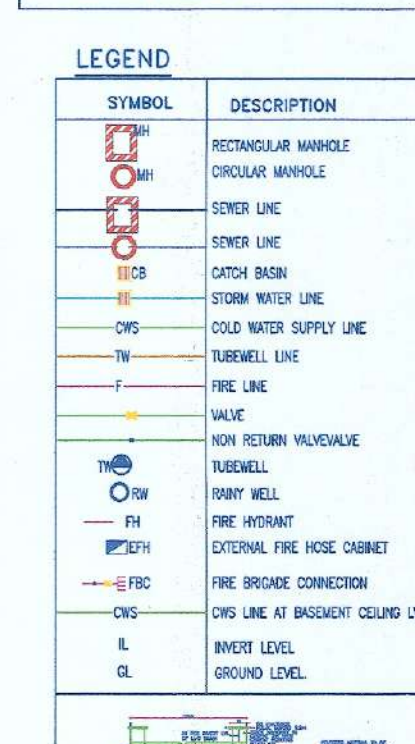 LEGEND
SYMBOL DESCRIPTION
MH RECTANGULAR MANHOLE
MH CIRCULAR MANHOLE
SEWER LINE
SEWER LINE
CB CATCH BASIN
STORM WATER LINE
CWS COLD WATER SUPPLY LINE
TW TUBEWELL LINE
F FIRE LINE
VALVE
NON RETURN VALVEVALVE
TW TUBEWELL
RW RAINY WELL
FH FIRE HYDRANT
EFH EXTERNAL FIRE HOSE CABINET
FBC FIRE BRIGADE CONNECTION
CWS CWS LINE AT BASEMENT CEILING
IL INVERT LEVEL
GL GROUND LEVEL.